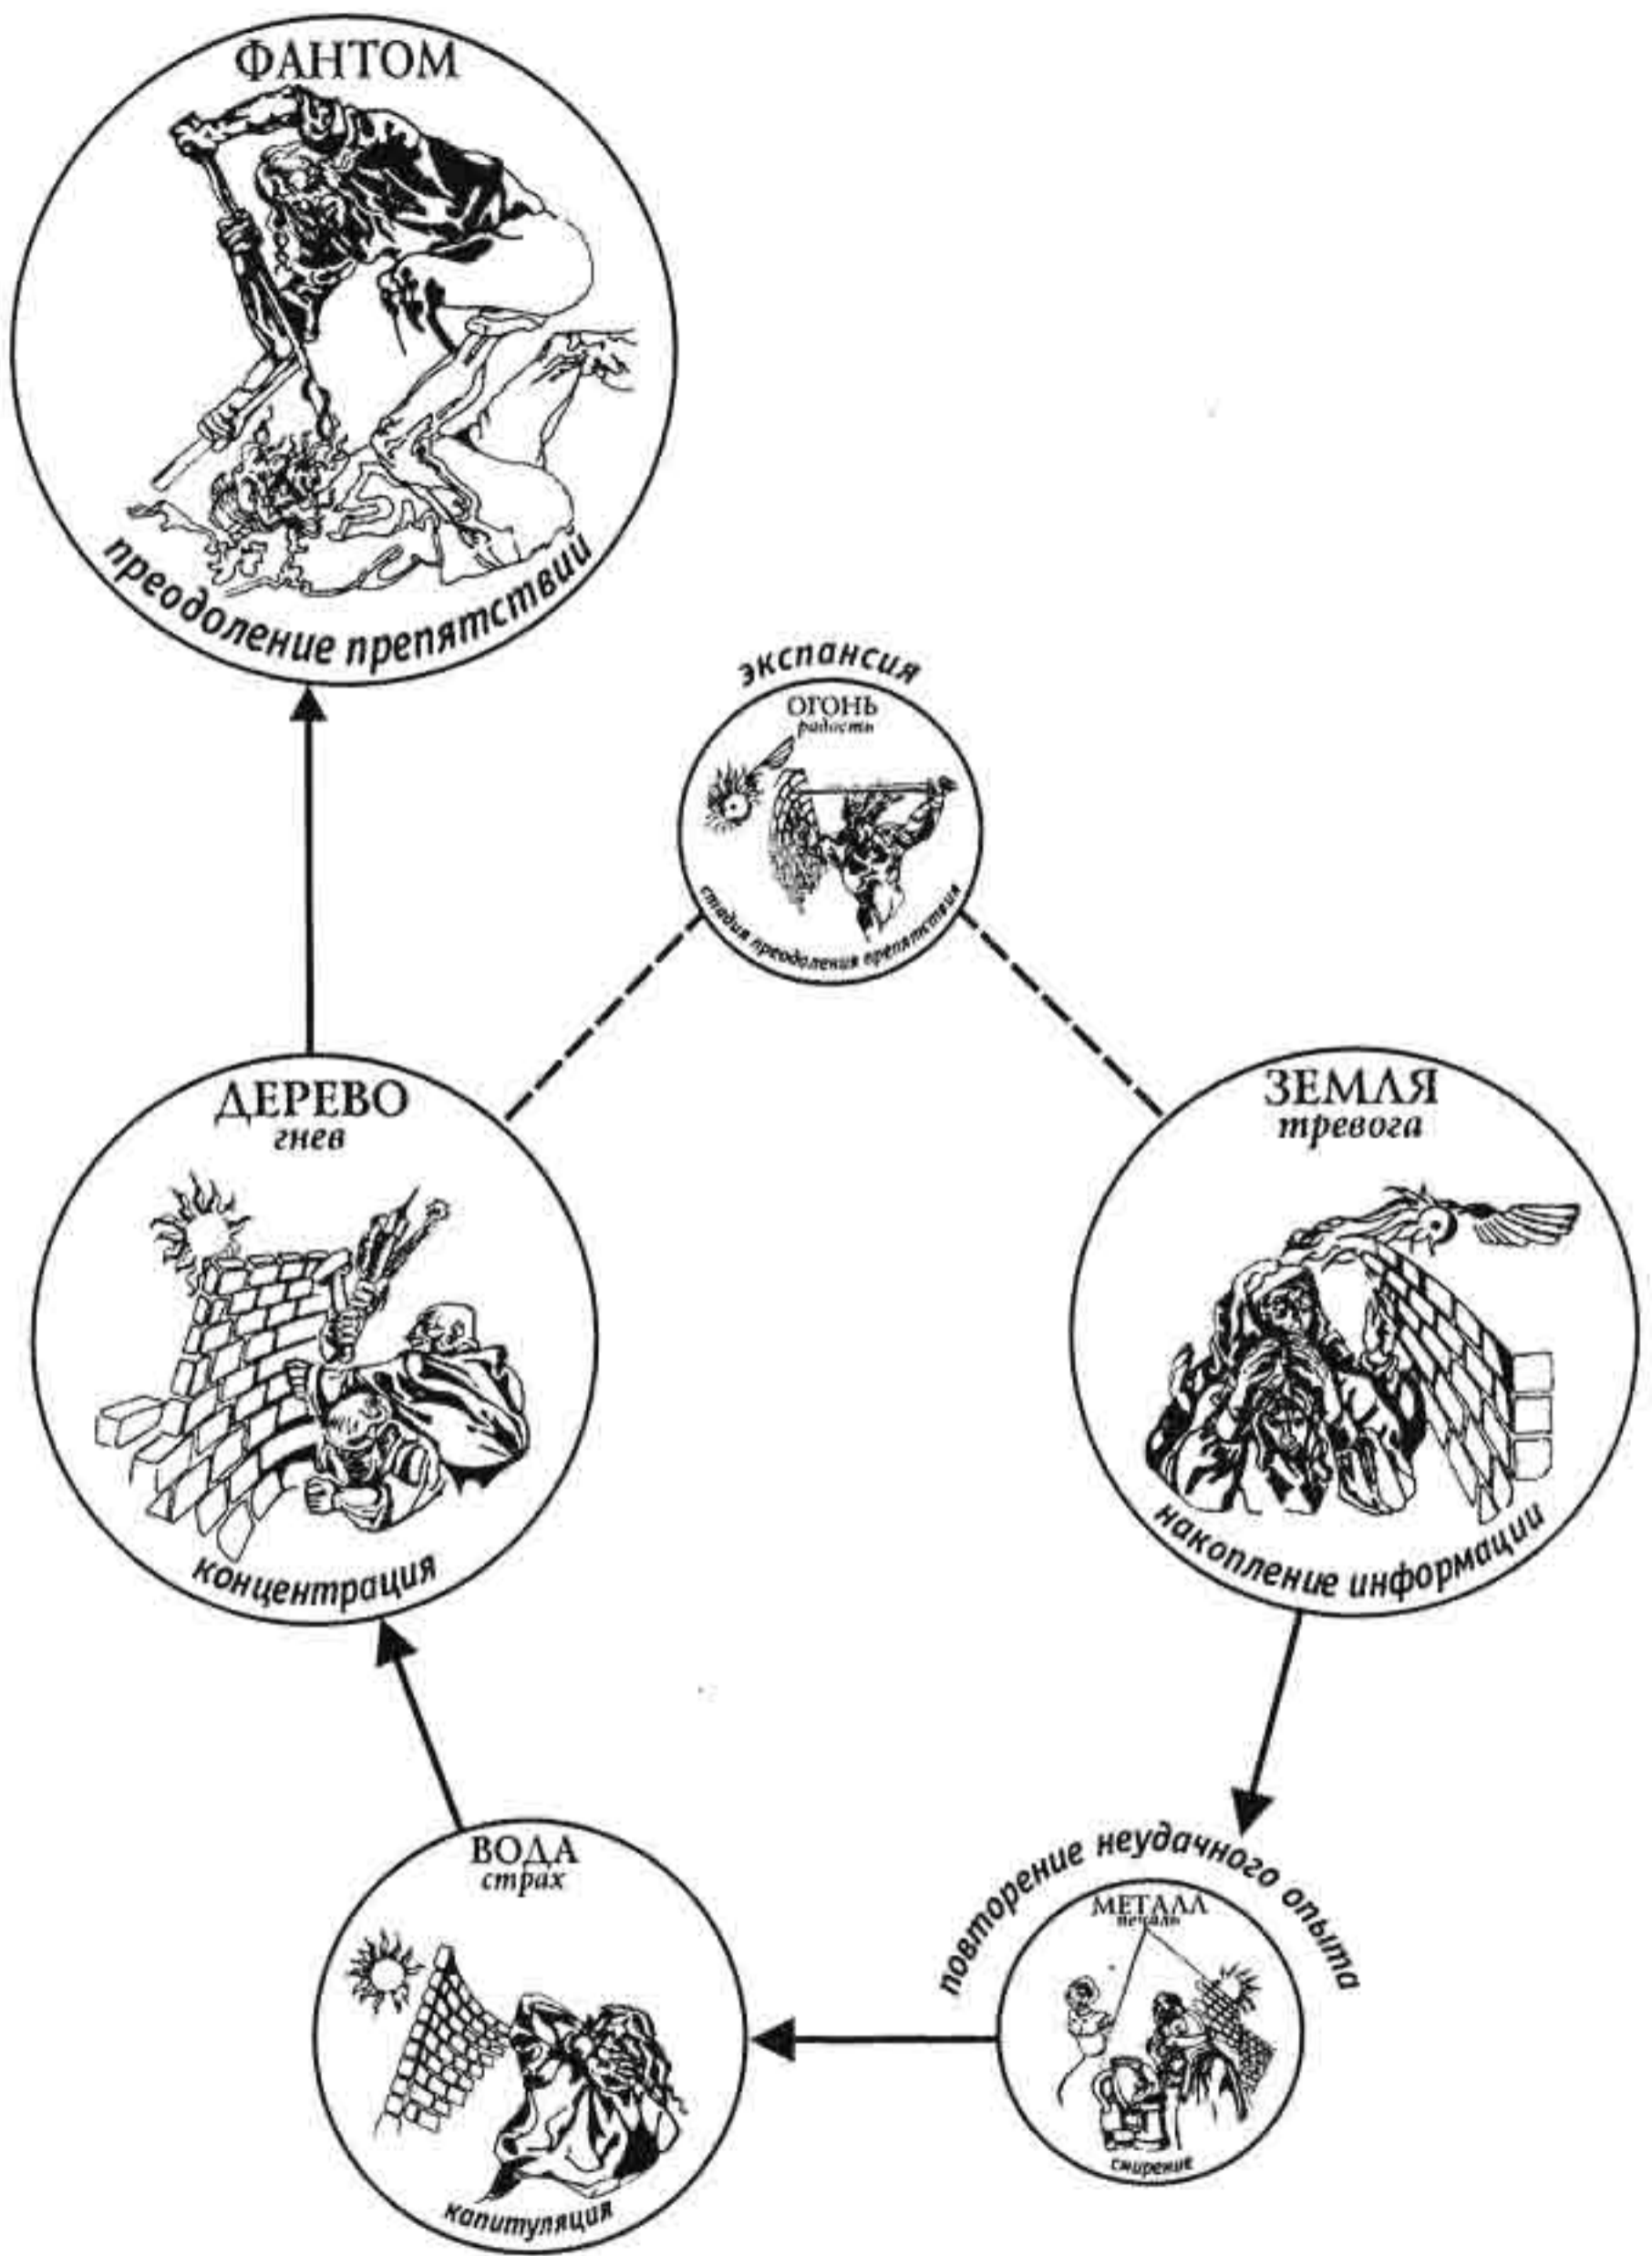 ФАНТОМ
преодоление препятствий
экспансия
ОГОНЬ
радость
стадия преодоления препятствия
ДЕРЕВО
гнев
концентрация
ЗЕМЛЯ
тревога
накопление информации
ВОДА
страх
капитуляция
повторение неудачного опыта
МЕТАЛЛ
печаль
смирение